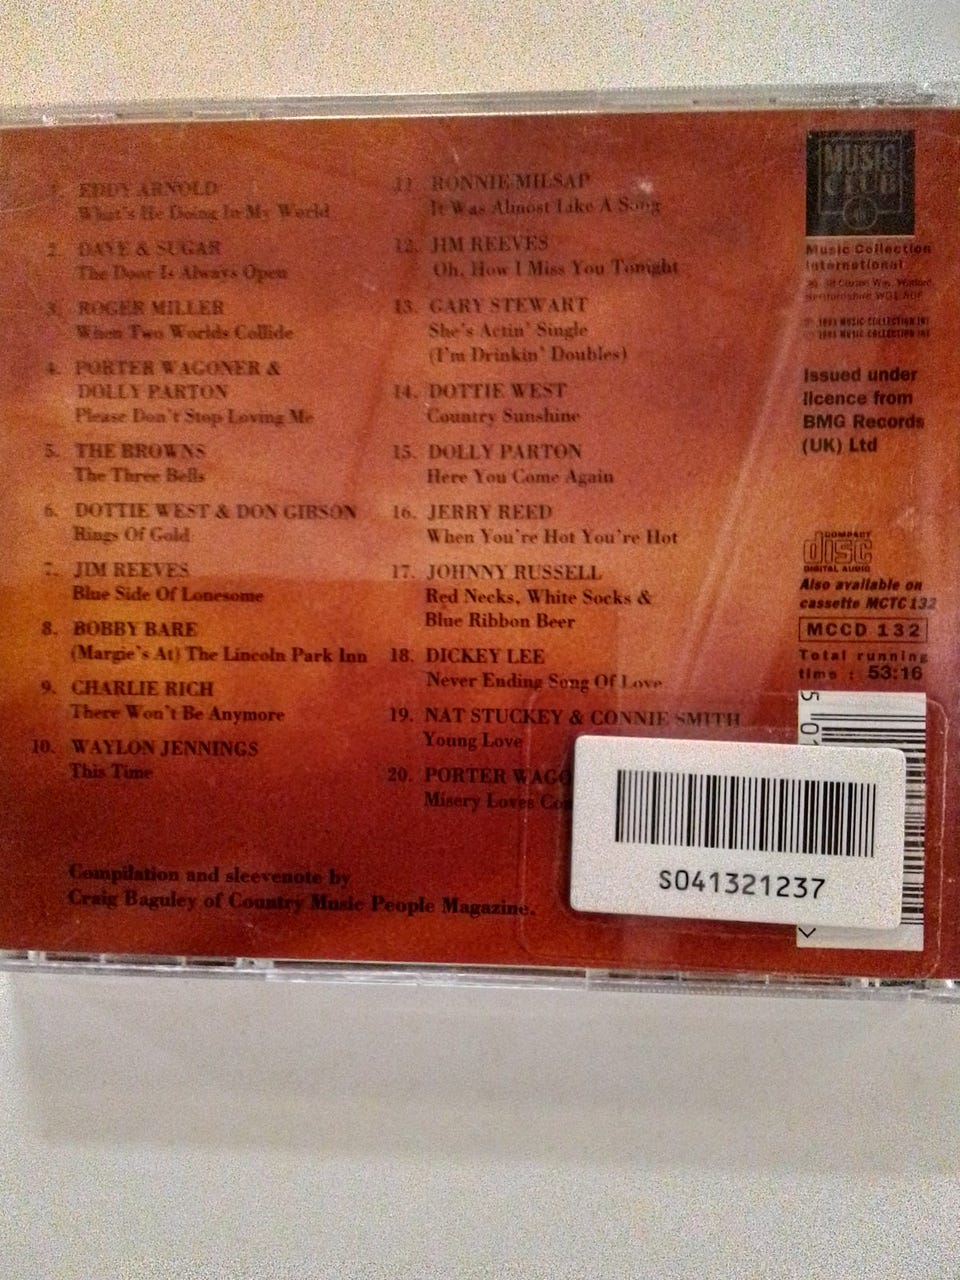 1. EDDY ARNOLD
What's He Doing In My World
2. DAVE & SUGAR
The Door Is Always Open
3. ROGER MILLER
When Two Worlds Collide
4. PORTER WAGONER &
DOLLY PARTON
Please Don't Stop Loving Me
5. THE BROWNS
The Three Bells
6. DOTTIE WEST & DON GIBSON
Rings Of Gold
7. JIM REEVES
Blue Side Of Lonesome
8. BOBBY BARE
(Margie's At) The Lincoln Park Inn
9. CHARLIE RICH
There Won't Be Anymore
10. WAYLON JENNINGS
This Time
11. RONNIE MILSAP
It Was Almost Like A Song
12. JIM REEVES
Oh, How I Miss You Tonight
13. GARY STEWART
She's Actin' Single
(I'm Drinkin' Doubles)
14. DOTTIE WEST
Country Sunshine
15. DOLLY PARTON
Here You Come Again
16. JERRY REED
When You're Hot You're Hot
17. JOHNNY RUSSELL
Red Necks, White Socks &
Blue Ribbon Beer
18. DICKEY LEE
Never Ending Song Of Love
19. NAT STUCKEY & CONNIE SMITH
Young Love
20. PORTER WAGO
Misery Loves Co
Compilation and sleevenote by
Craig Baguley of Country Music People Magazine.
MUSIC
CLUB
Music Collection
International
MUSIC COLLECTION INT
MUSIC COLLECTION INT
Issued under
licence from
BMG Records
(UK) Ltd
COMPACT
disc
DIGITAL AUDIO
Also available on
cassette MCTC 132
MCCD 132
Total running
time : 53:16
5 01
S041321237